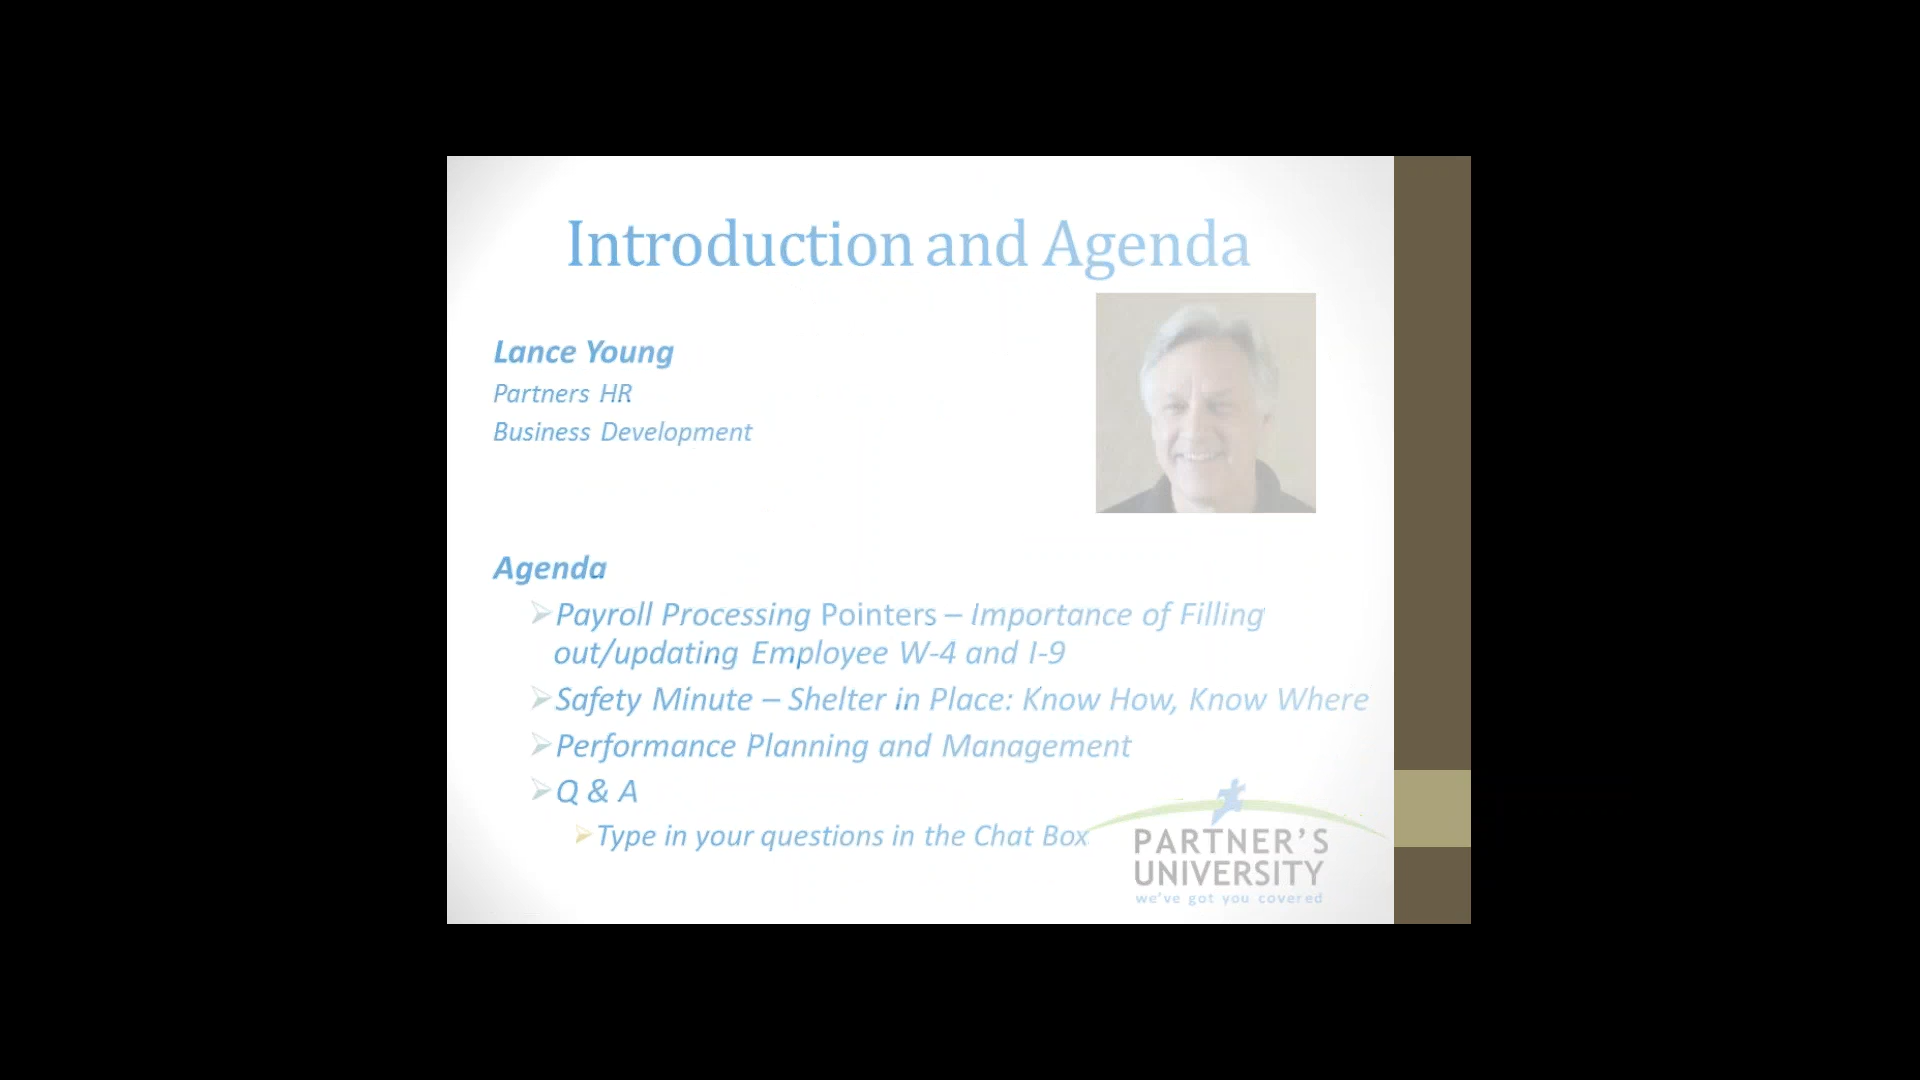 Introduction and Agenda
Lance Young
Partners HR
Business Development
Agenda
Payroll Processing Pointers – Importance of Filling
out/updating Employee W-4 and I-9
Safety Minute – Shelter in Place: Know How, Know Where
Performance Planning and Management
Q & A
Type in your questions in the Chat Box
PARTNER'S
UNIVERSITY
we've got you covered